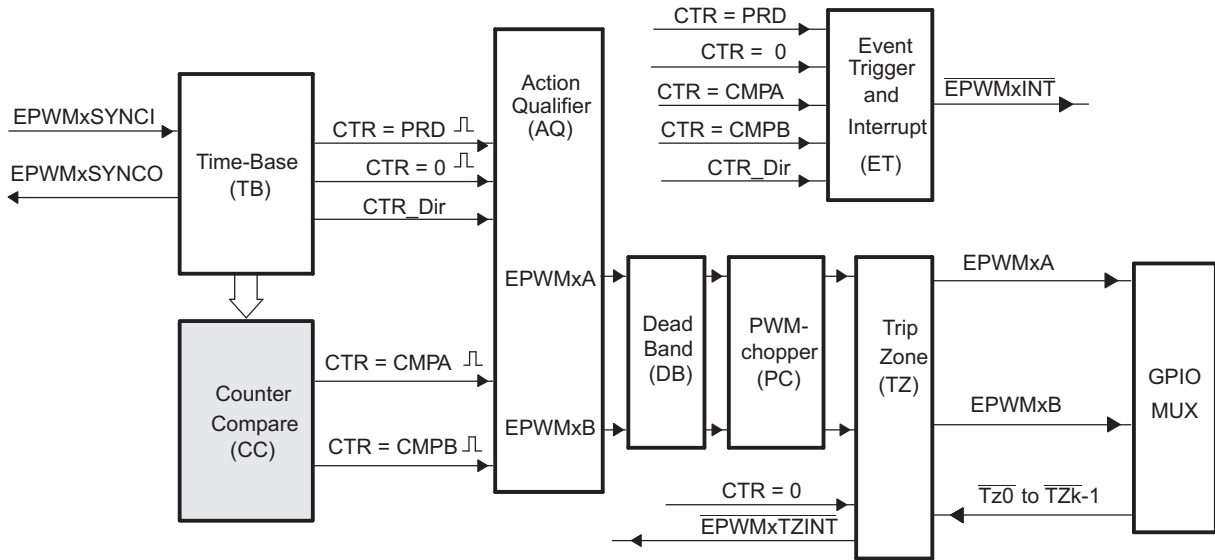 EPWMxSYNCI
EPWMxSYNCO
Time-Base
(TB)
CTR = PRD
CTR = 0
CTR_Dir
Counter
Compare
(CC)
CTR = CMPA
CTR = CMPB
Action
Qualifier
(AQ)
EPWMxA
EPWMxB
CTR = PRD
CTR = 0
CTR = CMPA
CTR = CMPB
CTR_Dir
Event
Trigger
and
Interrupt
(ET)
EPWMxINT
Dead
Band
(DB)
PWM-
chopper
(PC)
Trip
Zone
(TZ)
CTR = 0
EPWMxTZINT
EPWMxA
EPWMxB
Tz0 to TZk-1
GPIO
MUX